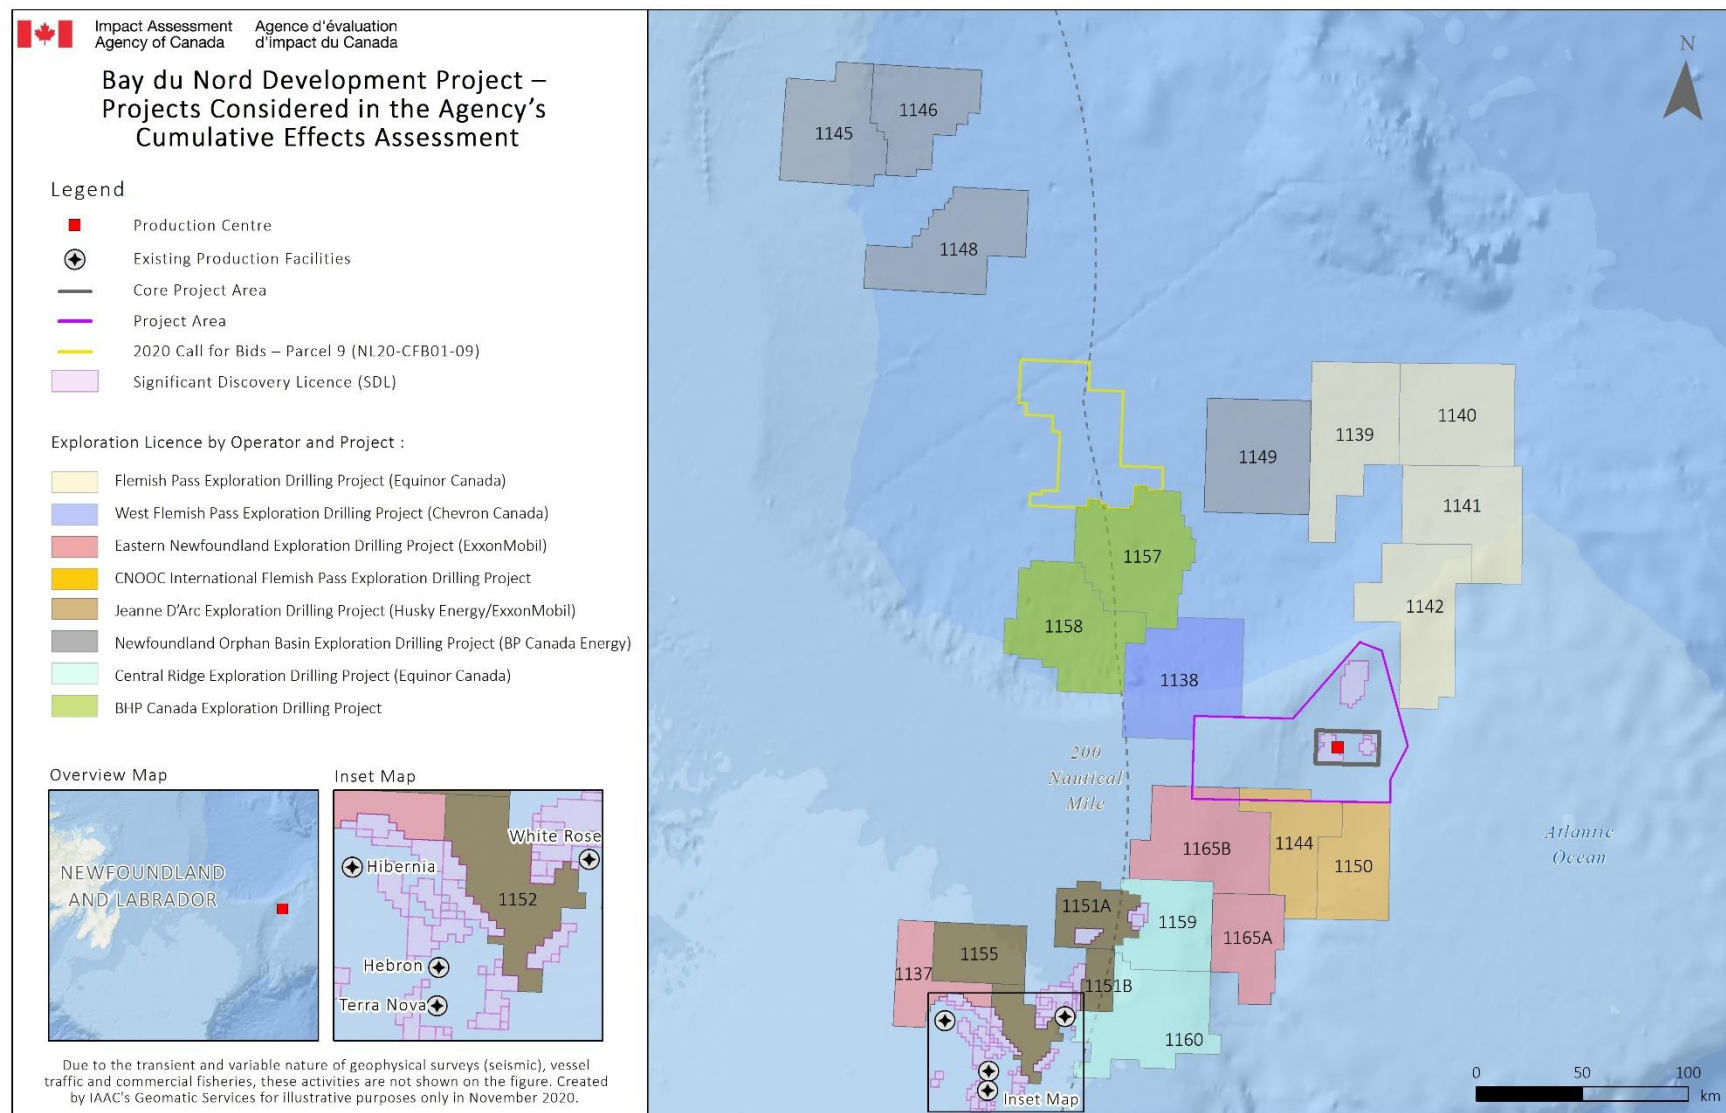 Impact Assessment Agence d'évaluation
Agency of Canada d'impact du Canada
Bay du Nord Development Project –
Projects Considered in the Agency's
Cumulative Effects Assessment
Legend
Production Centre
Existing Production Facilities
Core Project Area
Project Area
2020 Call for Bids – Parcel 9 (NL20-CFB01-09)
Significant Discovery Licence (SDL)
Exploration Licence by Operator and Project :
Flemish Pass Exploration Drilling Project (Equinor Canada)
West Flemish Pass Exploration Drilling Project (Chevron Canada)
Eastern Newfoundland Exploration Drilling Project (ExxonMobil)
CNOOC International Flemish Pass Exploration Drilling Project
Jeanne D'Arc Exploration Drilling Project (Husky Energy/ExxonMobil)
Newfoundland Orphan Basin Exploration Drilling Project (BP Canada Energy)
Central Ridge Exploration Drilling Project (Equinor Canada)
BHP Canada Exploration Drilling Project
Overview Map
NEWFOUNDLAND
AND LABRADOR
Inset Map
White Rose
Hibernia
1152
Hebron
Terra Nova
Due to the transient and variable nature of geophysical surveys (seismic), vessel
traffic and commercial fisheries, these activities are not shown on the figure. Created
by IAAC's Geomatic Services for illustrative purposes only in November 2020.
N
1146
1145
1148
1140
1139
1149
1141
1157
1142
1158
1138
200
Nautical
Mile
Atlantic
Ocean
1165B
1144
1150
1151A
1159
1165A
1155
1137
1151B
1160
Inset Map
0 50 100
km